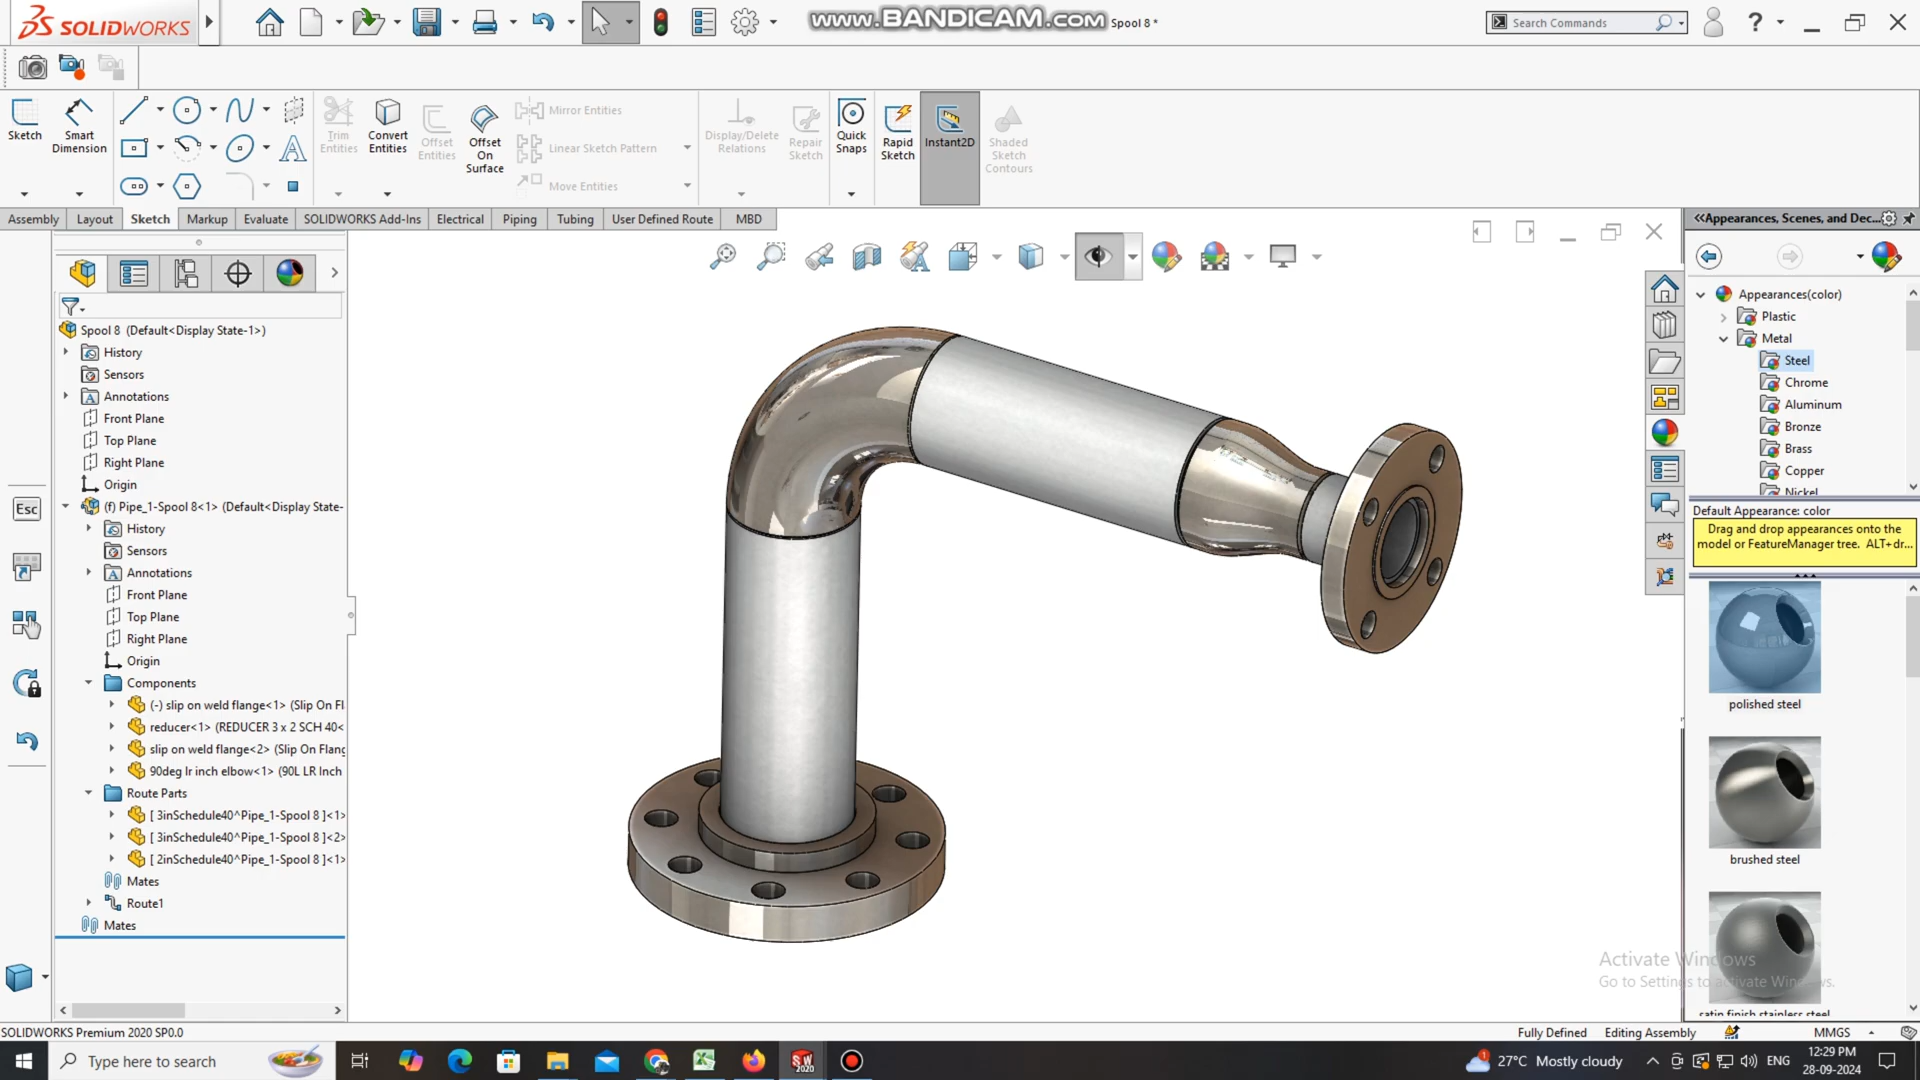 SOLIDWORKS
www.BANDICAM.com
Spool 8 *
Search Commands
?
Sketch
Smart
Dimension
Trim
Entities
Convert
Entities
Offset
Entities
Offset
On
Surface
Mirror Entities
Linear Sketch Pattern
Move Entities
Display/Delete
Relations
Repair
Sketch
Quick
Snaps
Rapid
Sketch
Instant2D
Shaded
Sketch
Contours
Assembly
Layout
Sketch
Markup
Evaluate
SOLIDWORKS Add-Ins
Electrical
Piping
Tubing
User Defined Route
MBD
Spool 8 (Default<Display State-1>)
History
Sensors
Annotations
Front Plane
Top Plane
Right Plane
Origin
(f) Pipe_1-Spool 8<1> (Default<Display State-
History
Sensors
Annotations
Front Plane
Top Plane
Right Plane
Origin
Components
(-) slip on weld flange<1> (Slip On Fl
reducer<1> (REDUCER 3 x 2 SCH 40<
slip on weld flange<2> (Slip On Flang
90deg lr inch elbow<1> (90L LR Inch
Route Parts
[ 3inSchedule40^Pipe_1-Spool 8 ]<1>
[ 3inSchedule40^Pipe_1-Spool 8 ]<2>
[ 2inSchedule40^Pipe_1-Spool 8 ]<1>
Mates
Route1
Mates
Esc
Appearances, Scenes, and Dec...
Appearances(color)
Plastic
Metal
Steel
Chrome
Aluminum
Bronze
Brass
Copper
Nickel
Default Appearance: color
Drag and drop appearances onto the
model or FeatureManager tree. ALT+dr...
polished steel
brushed steel
satin finish stainless steel
Activate Windows
Go to Settings to activate Windows.
SOLIDWORKS Premium 2020 SP0.0
Fully Defined
Editing Assembly
MMGS
Type here to search
SW
2020
27°C Mostly cloudy
ENG
12:29 PM
28-09-2024